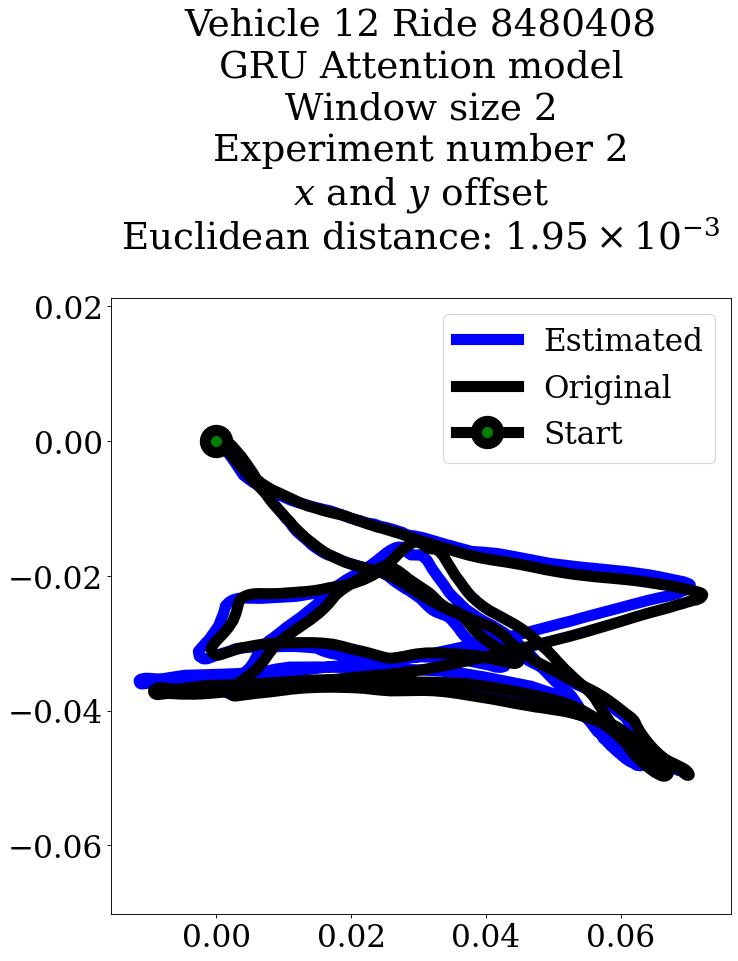 Vehicle 12 Ride 8480408
GRU Attention model
Window size 2
Experiment number 2
x and y offset
Euclidean distance: 1.95 × 10⁻³
0.02
Estimated
Original
Start
0.00
−0.02
−0.04
−0.06
0.00 0.02 0.04 0.06